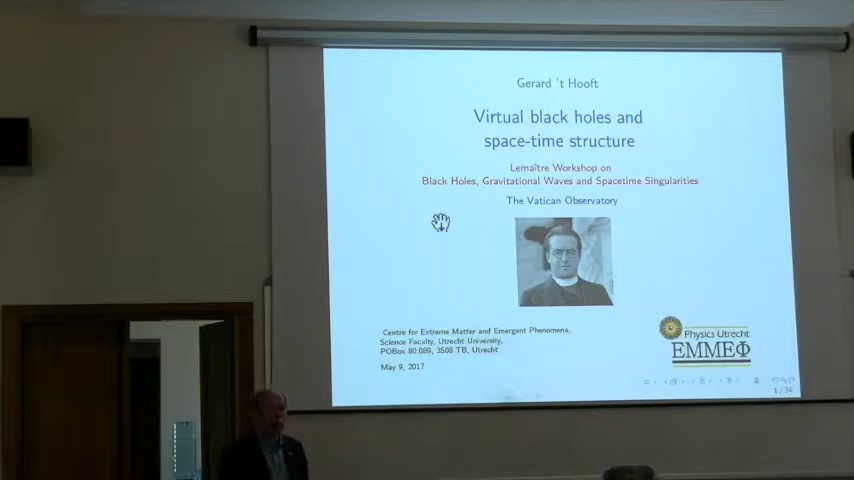 Gerard 't Hooft
Virtual black holes and
space-time structure
Lemaître Workshop on
Black Holes, Gravitational Waves and Spacetime Singularities
The Vatican Observatory
Centre for Extreme Matter and Emergent Phenomena,
Science Faculty, Utrecht University,
POBox 80.089, 3508 TB, Utrecht
May 9, 2017
Physics Utrecht
EMMEΦ